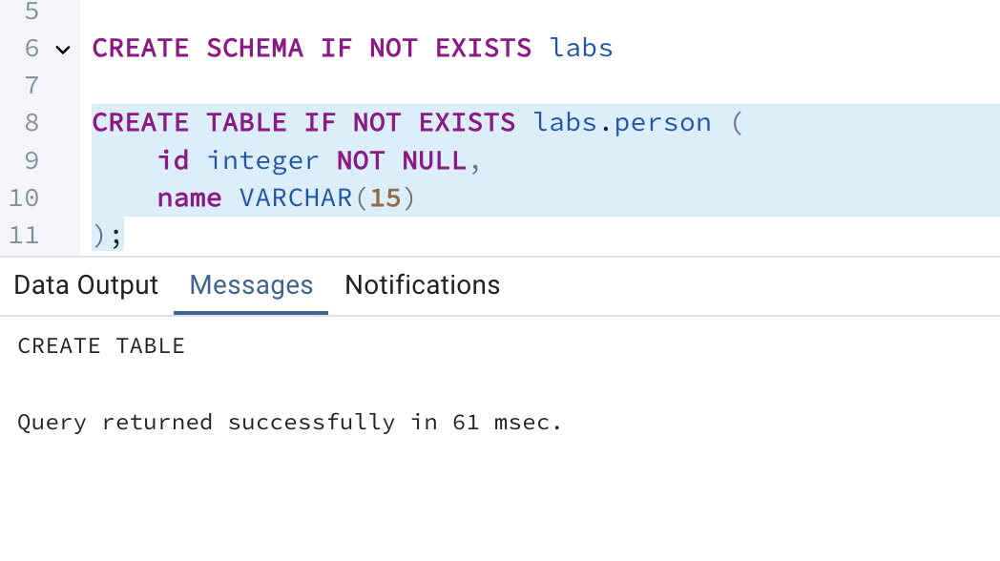 5
6 CREATE SCHEMA IF NOT EXISTS labs
7
8 CREATE TABLE IF NOT EXISTS labs.person (
9     id integer NOT NULL,
10     name VARCHAR(15)
11 );
Data Output Messages Notifications
CREATE TABLE
Query returned successfully in 61 msec.